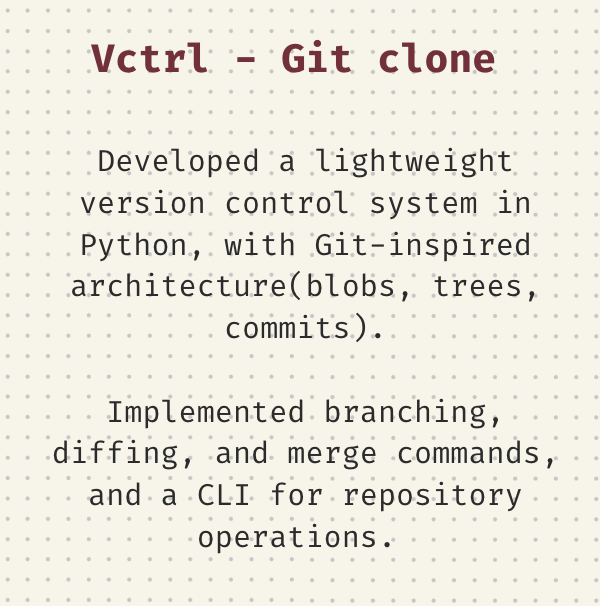 Vctrl - Git clone
Developed a lightweight
version control system in
Python, with Git-inspired
architecture(blobs, trees,
commits).
Implemented branching,
diffing, and merge commands,
and a CLI for repository
operations.